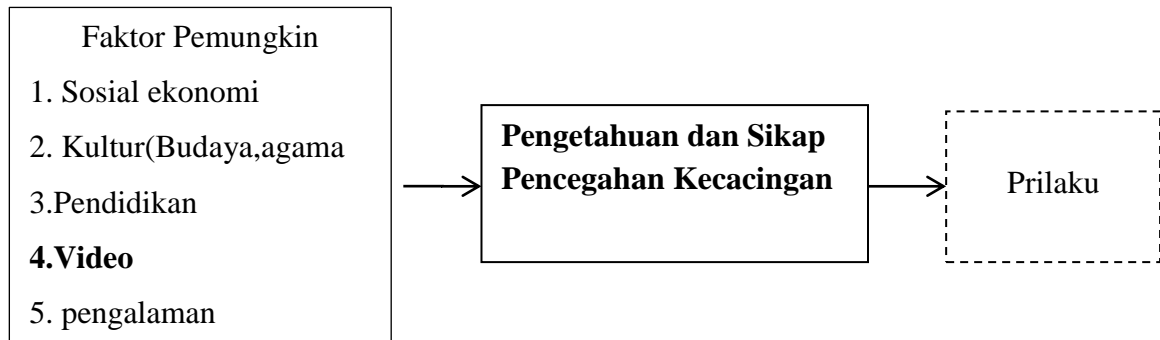 Faktor Pemungkin
1. Sosial ekonomi
2. Kultur(Budaya,agama
3.Pendidikan
4.Video
5. pengalaman
Pengetahuan dan Sikap
Pencegahan Kecacingan
Prilaku